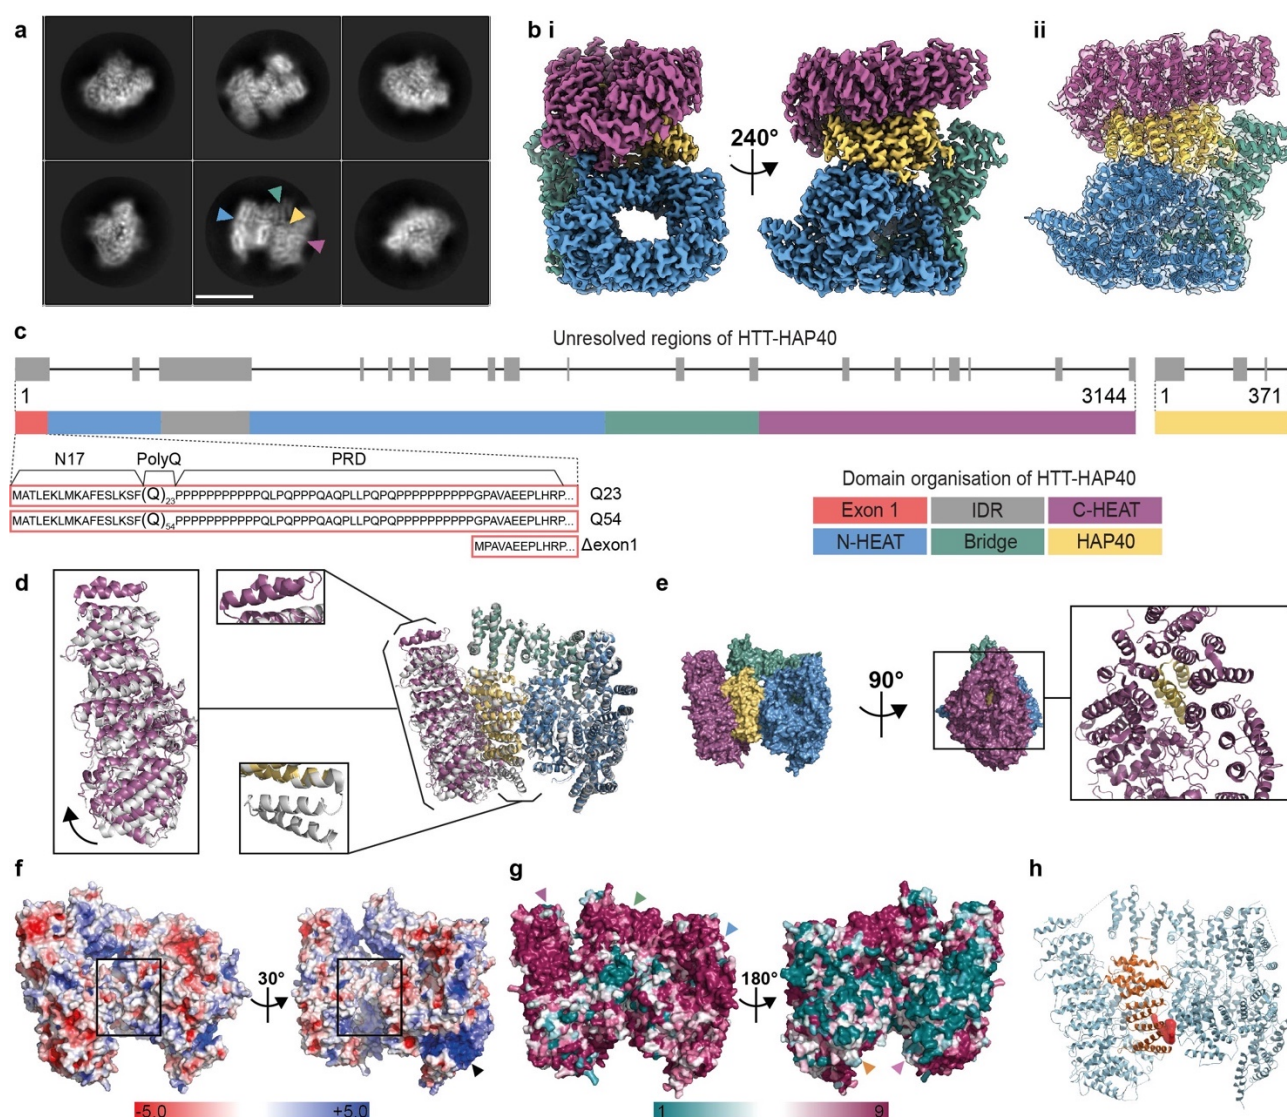 a
b i
240°
ii
c
Unresolved regions of HTT-HAP40
1
3144
1
371
N17
PolyQ
PRD
MATLEKLMKAFESLKSF(Q)23PPPPPPPPPPPQLPQPPPQAQPLLPQPQPPPPPPPPPPGPAVAEEPLHRP...
Q23
MATLEKLMKAFESLKSF(Q)54PPPPPPPPPPPQLPQPPPQAQPLLPQPQPPPPPPPPPPGPAVAEEPLHRP...
Q54
MPAVAEEPLHRP...
Δexon1
Domain organisation of HTT-HAP40
Exon 1
IDR
C-HEAT
N-HEAT
Bridge
HAP40
d
e
90°
f
30°
-5.0
+5.0
g
180°
1
9
h